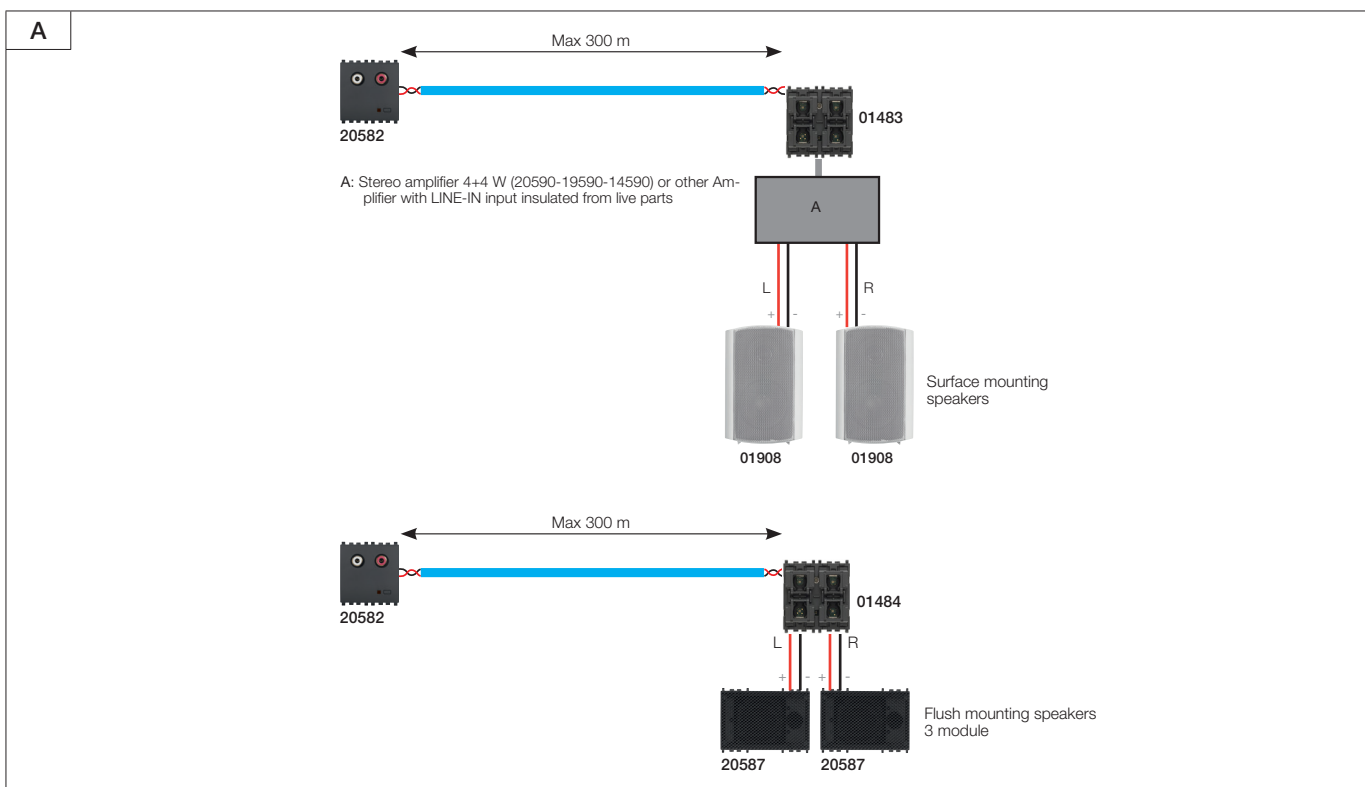 A
Max 300 m
20582
01483
A: Stereo amplifier 4+4 W (20590-19590-14590) or other Am-
plifier with LINE-IN input insulated from live parts
A
L R
+ - + -
Surface mounting
speakers
01908 01908
Max 300 m
20582
01484
L R
+ - + -
Flush mounting speakers
3 module
20587 20587